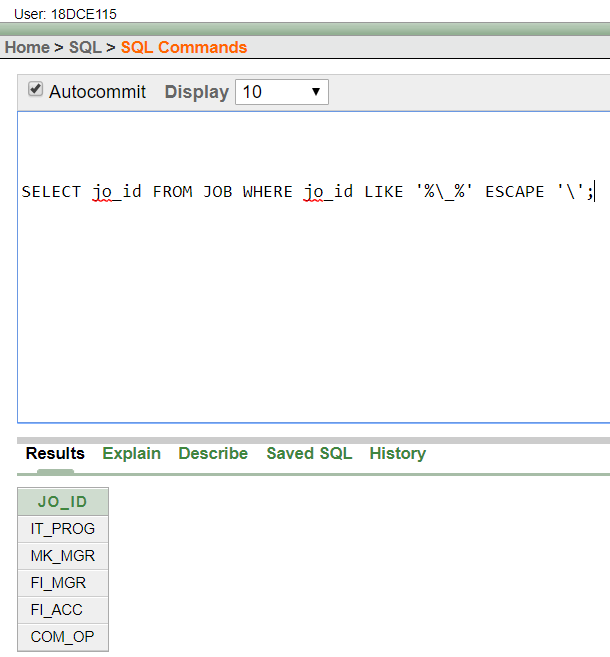 User: 18DCE115
Home > SQL > SQL Commands
Autocommit Display 10
SELECT jo_id FROM JOB WHERE jo_id LIKE '%\_%' ESCAPE '\';
Results Explain Describe Saved SQL History
JO_ID
IT_PROG
MK_MGR
FI_MGR
FI_ACC
COM_OP